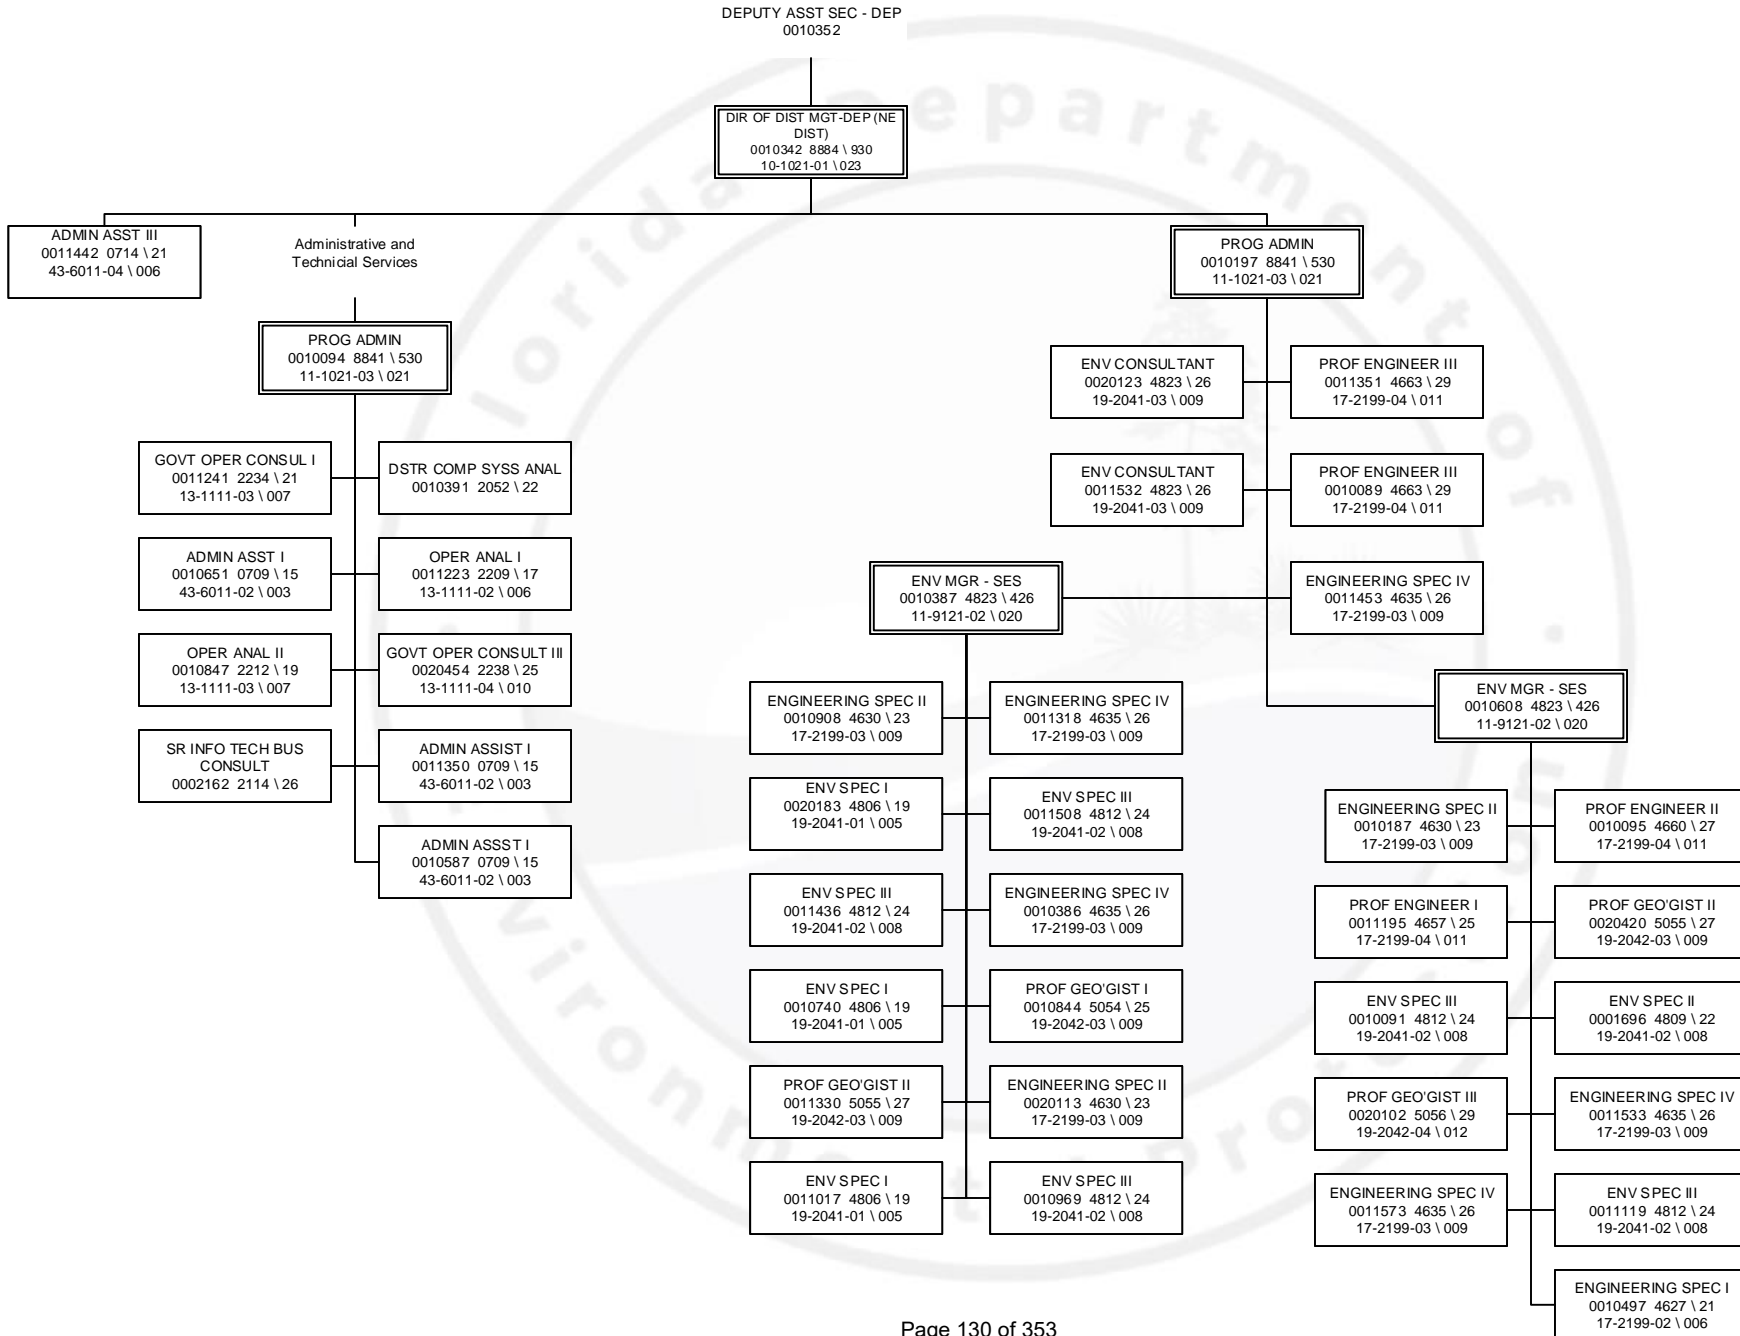 DEPUTY ASST SEC - DEP
0010352
DIR OF DIST MGT-DEP (NE
DIST)
0010342 8884 \ 930
10-1021-01 \ 023
ADMIN ASST III
0011442 0714 \ 21
43-6011-04 \ 006
Administrative and
Technicial Services
PROG ADMIN
0010094 8841 \ 530
11-1021-03 \ 021
GOVT OPER CONSUL I
0011241 2234 \ 21
13-1111-03 \ 007
DSTR COMP SYSS ANAL
0010391 2052 \ 22
ADMIN ASST I
0010651 0709 \ 15
43-6011-02 \ 003
OPER ANAL I
0011223 2209 \ 17
13-1111-02 \ 006
OPER ANAL II
0010847 2212 \ 19
13-1111-03 \ 007
GOVT OPER CONSULT III
0020454 2238 \ 25
13-1111-04 \ 010
SR INFO TECH BUS
CONSULT
0002162 2114 \ 26
ADMIN ASSIST I
0011350 0709 \ 15
43-6011-02 \ 003
ADMIN ASSST I
0010587 0709 \ 15
43-6011-02 \ 003
PROG ADMIN
0010197 8841 \ 530
11-1021-03 \ 021
ENV CONSULTANT
0020123 4823 \ 26
19-2041-03 \ 009
PROF ENGINEER III
0011351 4663 \ 29
17-2199-04 \ 011
ENV CONSULTANT
0011532 4823 \ 26
19-2041-03 \ 009
PROF ENGINEER III
0010089 4663 \ 29
17-2199-04 \ 011
ENV MGR - SES
0010387 4823 \ 426
11-9121-02 \ 020
ENGINEERING SPEC IV
0011453 4635 \ 26
17-2199-03 \ 009
ENGINEERING SPEC II
0010908 4630 \ 23
17-2199-03 \ 009
ENGINEERING SPEC IV
0011318 4635 \ 26
17-2199-03 \ 009
ENV SPEC I
0020183 4806 \ 19
19-2041-01 \ 005
ENV SPEC III
0011508 4812 \ 24
19-2041-02 \ 008
ENV SPEC III
0011436 4812 \ 24
19-2041-02 \ 008
ENGINEERING SPEC IV
0010386 4635 \ 26
17-2199-03 \ 009
ENV SPEC I
0010740 4806 \ 19
19-2041-01 \ 005
PROF GEO'GIST I
0010844 5054 \ 25
19-2042-03 \ 009
PROF GEO'GIST II
0011330 5055 \ 27
19-2042-03 \ 009
ENGINEERING SPEC II
0020113 4630 \ 23
17-2199-03 \ 009
ENV SPEC I
0011017 4806 \ 19
19-2041-01 \ 005
ENV SPEC III
0010969 4812 \ 24
19-2041-02 \ 008
ENV MGR - SES
0010608 4823 \ 426
11-9121-02 \ 020
ENGINEERING SPEC II
0010187 4630 \ 23
17-2199-03 \ 009
PROF ENGINEER II
0010095 4660 \ 27
17-2199-04 \ 011
PROF ENGINEER I
0011195 4657 \ 25
17-2199-04 \ 011
PROF GEO'GIST II
0020420 5055 \ 27
19-2042-03 \ 009
ENV SPEC III
0010091 4812 \ 24
19-2041-02 \ 008
ENV SPEC II
0001696 4809 \ 22
19-2041-02 \ 008
PROF GEO'GIST III
0020102 5056 \ 29
19-2042-04 \ 012
ENGINEERING SPEC IV
0011533 4635 \ 26
17-2199-03 \ 009
ENGINEERING SPEC IV
0011573 4635 \ 26
17-2199-03 \ 009
ENV SPEC III
0011119 4812 \ 24
19-2041-02 \ 008
ENGINEERING SPEC I
0010497 4627 \ 21
17-2199-02 \ 006
Page 130 of 353